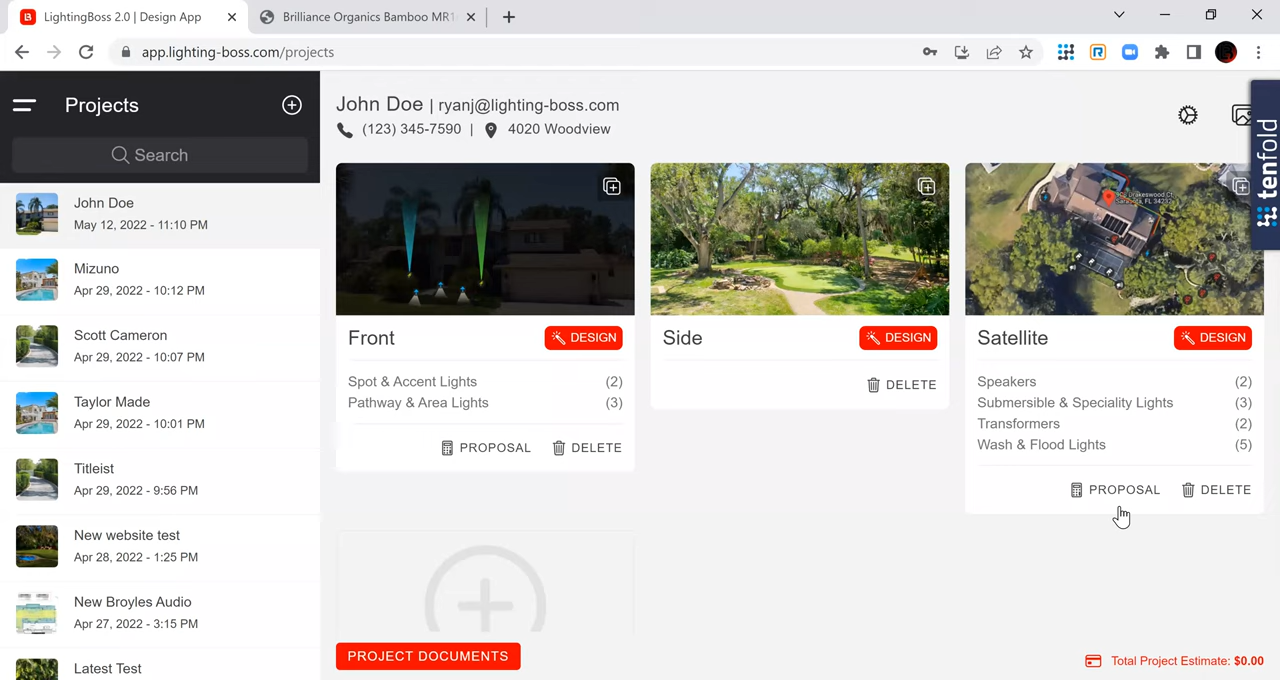 LightingBoss 2.0 | Design App
Brilliance Organics Bamboo MR1
app.lighting-boss.com/projects
Projects
Search
John Doe
May 12, 2022 - 11:10 PM
Mizuno
Apr 29, 2022 - 10:12 PM
Scott Cameron
Apr 29, 2022 - 10:07 PM
Taylor Made
Apr 29, 2022 - 10:01 PM
Titleist
Apr 29, 2022 - 9:56 PM
New website test
Apr 28, 2022 - 1:25 PM
New Broyles Audio
Apr 27, 2022 - 3:15 PM
Latest Test
John Doe | ryanj@lighting-boss.com
(123) 345-7590 | 4020 Woodview
tenfold
Front
DESIGN
Spot & Accent Lights (2)
Pathway & Area Lights (3)
PROPOSAL DELETE
Side
DESIGN
DELETE
Sarasota, FL 34232
Satellite
DESIGN
Speakers (2)
Submersible & Speciality Lights (3)
Transformers (2)
Wash & Flood Lights (5)
PROPOSAL DELETE
PROJECT DOCUMENTS
Total Project Estimate: $0.00